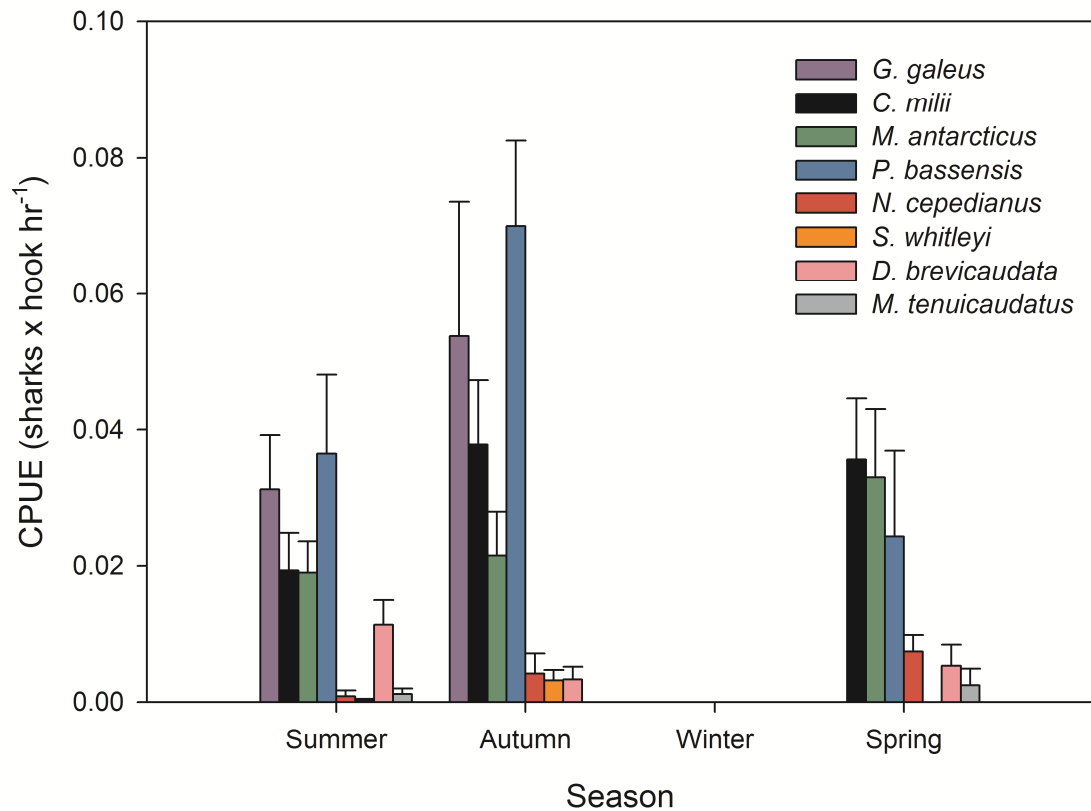 0.10
0.08
0.06
0.04
0.02
0.00
CPUE (sharks x hook hr⁻¹)
G. galeus
C. milii
M. antarcticus
P. bassensis
N. cepedianus
S. whitleyi
D. brevicaudata
M. tenuicaudatus
Summer Autumn Winter Spring
Season